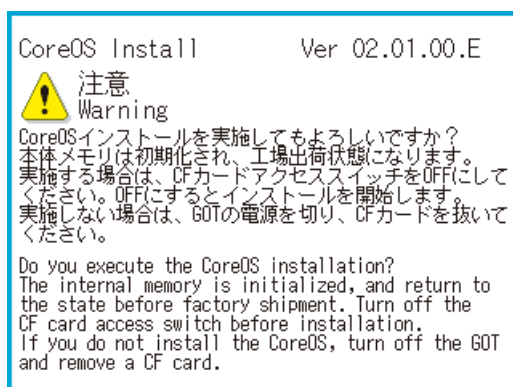 CoreOS Install Ver 02.01.00.E
注意
Warning
CoreOSインストールを実施してもよろしいですか？
本体メモリは初期化され、工場出荷状態になります。
実施する場合は、CFカードアクセススイッチをOFFにして
ください。OFFにするとインストールを開始します。
実施しない場合は、GOTの電源を切り、CFカードを抜いて
ください。
Do you execute the CoreOS installation?
The internal memory is initialized, and return to
the state before factory shipment. Turn off the
CF card access switch before installation.
If you do not install the CoreOS, turn off the GOT
and remove a CF card.